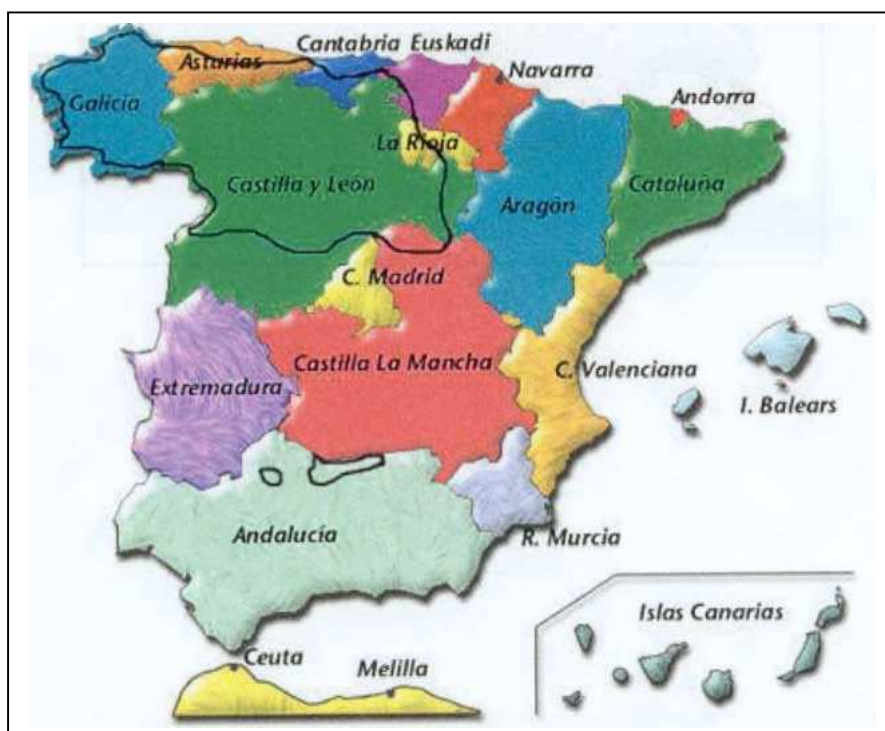 Cantabria Euskadi
Asturias
Navarra
Galicia
Andorra
La Rioja
Castilla y León
Cataluña
Aragón
C. Madrid
Castilla La Mancha
C. Valenciana
Extremadura
I. Balears
Andalucía
R. Murcia
Islas Canarias
Ceuta
Melilla